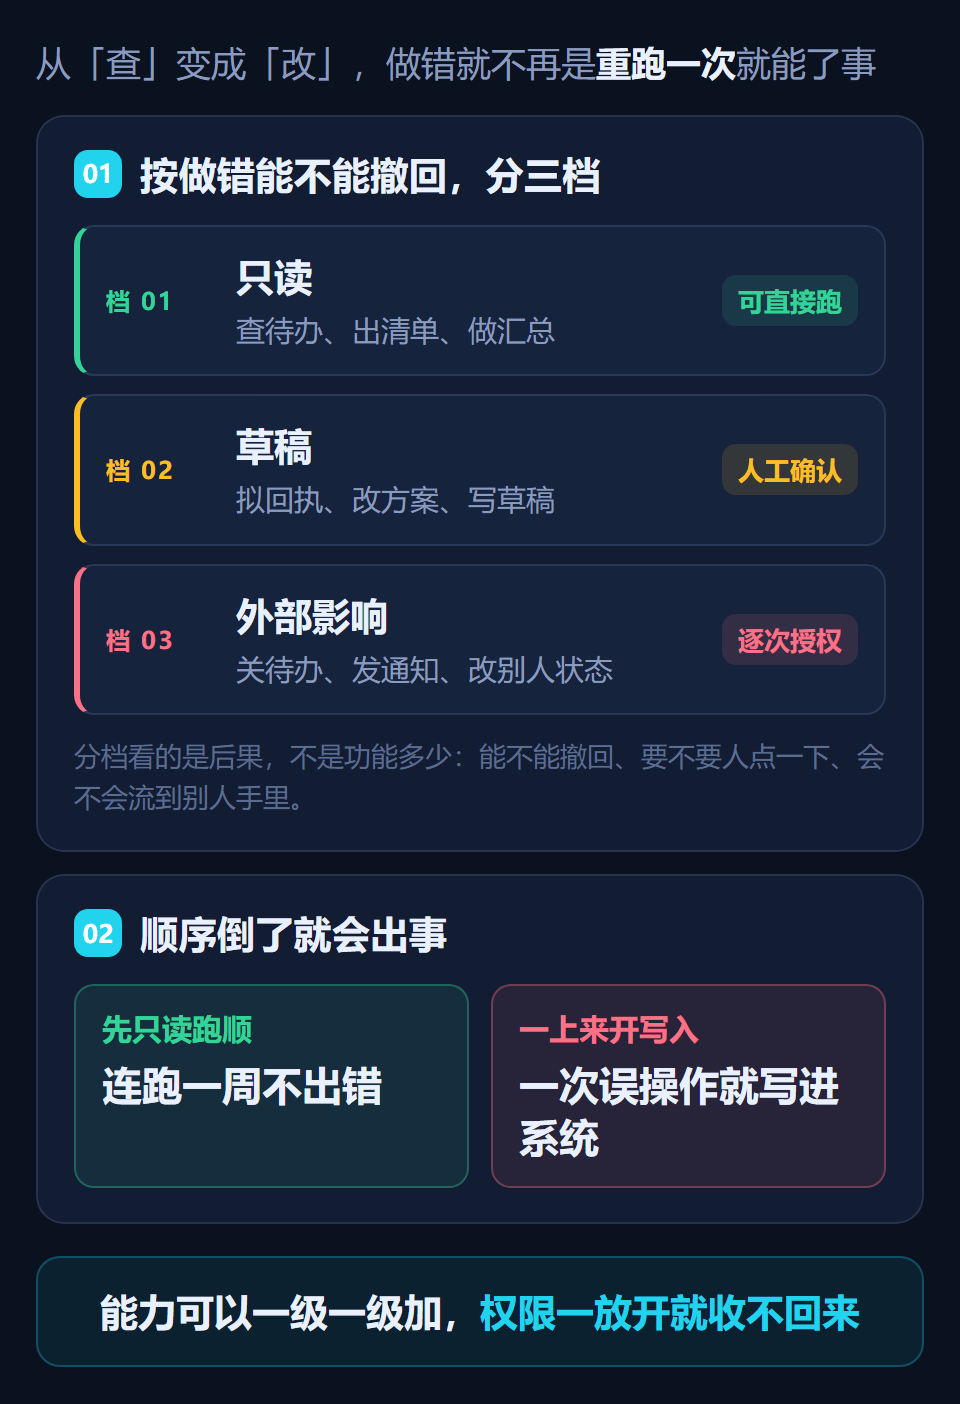 从「查」变成「改」，做错就不再是重跑一次就能了事
01 按做错能不能撤回，分三档
档 01
只读
查待办、出清单、做汇总
可直接跑
档 02
草稿
拟回执、改方案、写草稿
人工确认
档 03
外部影响
关待办、发通知、改别人状态
逐次授权
分档看的是后果，不是功能多少：能不能撤回、要不要人点一下、会
不会流到别人手里。
02 顺序倒了就会出事
先只读跑顺
连跑一周不出错
一上来开写入
一次误操作就写进
系统
能力可以一级一级加，权限一放开就收不回来